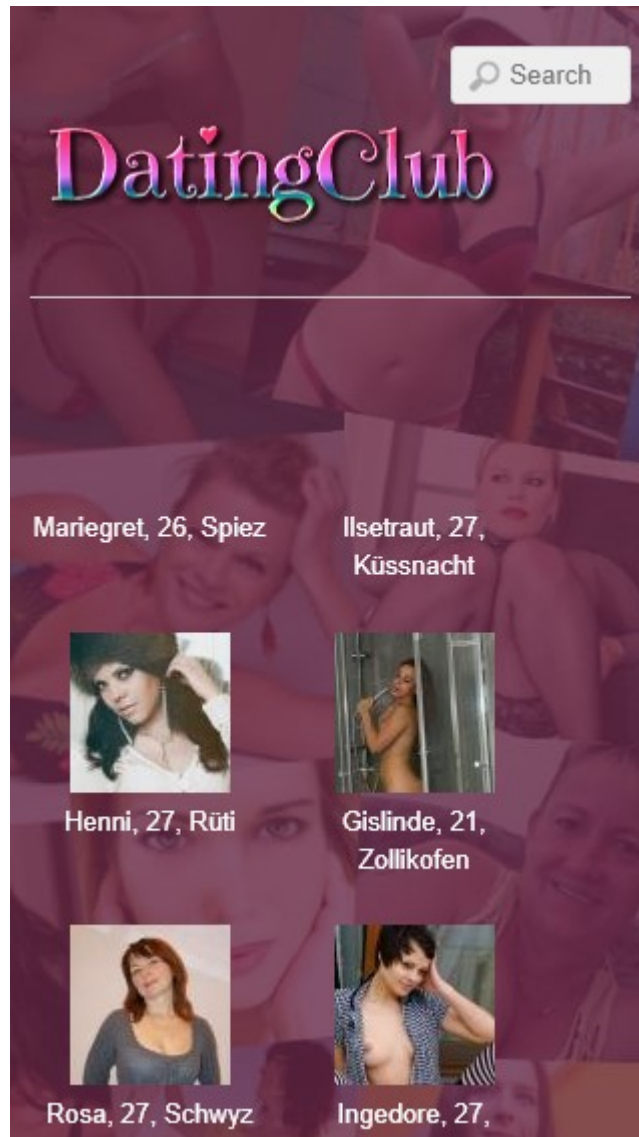 Search
DatingClub
Mariegret, 26, Spiez
Ilsetraut, 27,
Küssnacht
Henni, 27, Rüti
Gislinde, 21,
Zollikofen
Rosa, 27, Schwyz
Ingedore, 27,